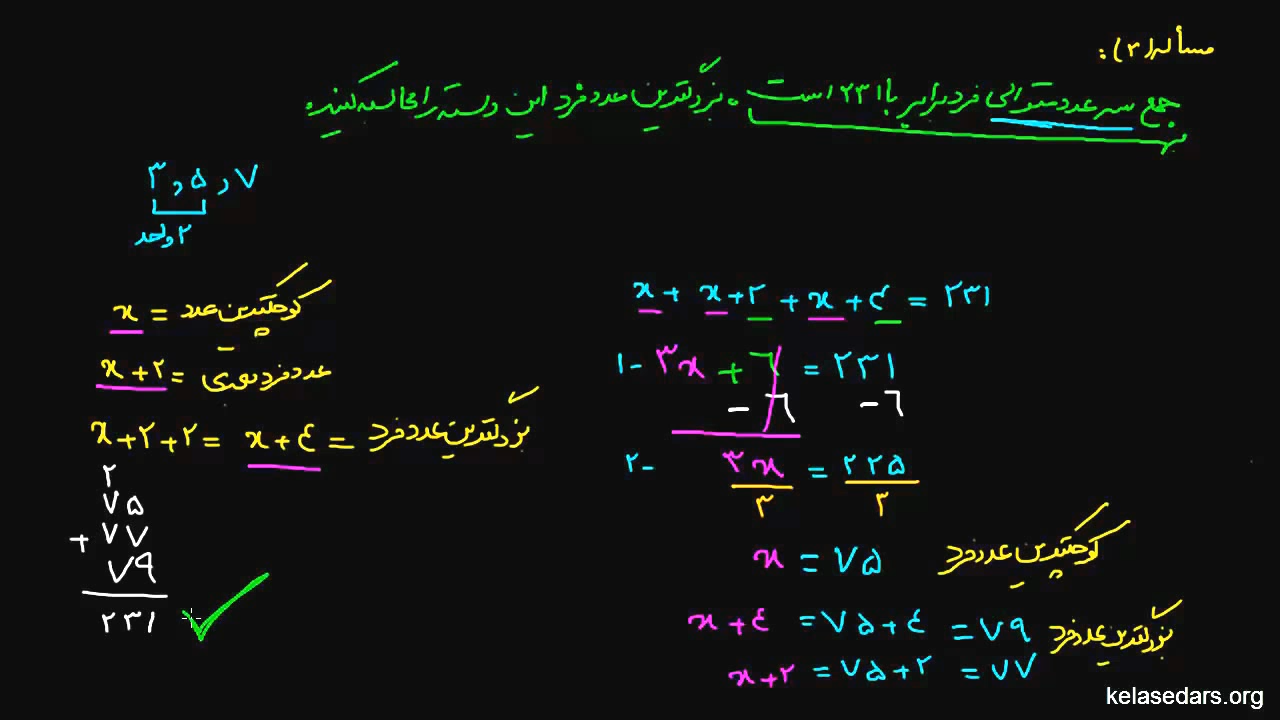 مسأله (۳):
جمع سه عدد متوالی فرد برابر با ۲۳۱ است. بزرگترین عدد فرد این دسته را محاسبه کنید.
۳ , ۵ , ۷
۲ واحد
x = کوچکترین عدد
x + ۲ = عدد فرد بعدی
x + ۲ + ۲ = x + ٤ = بزرگترین عدد فرد
۲
۷۵
+ ۷۷
۷۹
۲۳۱
x + x + ۲ + x + ٤ = ۲۳۱
۱- ۳x + ٦ = ۲۳۱
- ٦ - ٦
۲- ۳x = ۲۲۵
۳ ۳
x = ۷۵ کوچکترین عدد فرد
x + ٤ = ۷۵ + ٤ = ۷۹ بزرگترین عدد فرد
x + ۲ = ۷۵ + ۲ = ۷۷
kelasedars.org